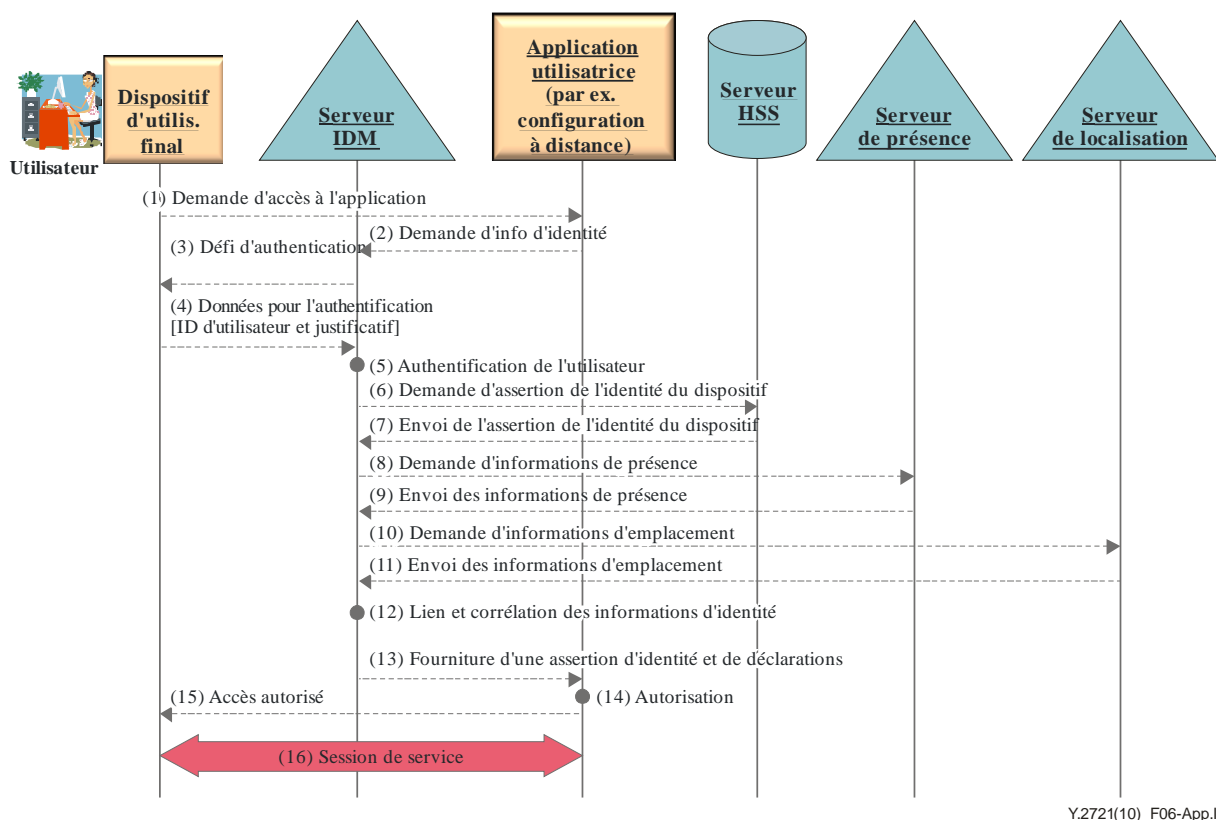 Utilisateur
Dispositif
d'utilis.
final
Serveur
IDM
Application
utilisatrice
(par ex.
configuration
à distance)
Serveur
HSS
Serveur
de présence
Serveur
de localisation
(1) Demande d'accès à l'application
(2) Demande d'info d'identité
(3) Défi d'authentication
(4) Données pour l'authentification
[ID d'utilisateur et justificatif]
(5) Authentification de l'utilisateur
(6) Demande d'assertion de l'identité du dispositif
(7) Envoi de l'assertion de l'identité du dispositif
(8) Demande d'informations de présence
(9) Envoi des informations de présence
(10) Demande d'informations d'emplacement
(11) Envoi des informations d'emplacement
(12) Lien et corrélation des informations d'identité
(13) Fourniture d'une assertion d'identité et de déclarations
(14) Autorisation
(15) Accès autorisé
(16) Session de service
Y.2721(10)_F06-App.I